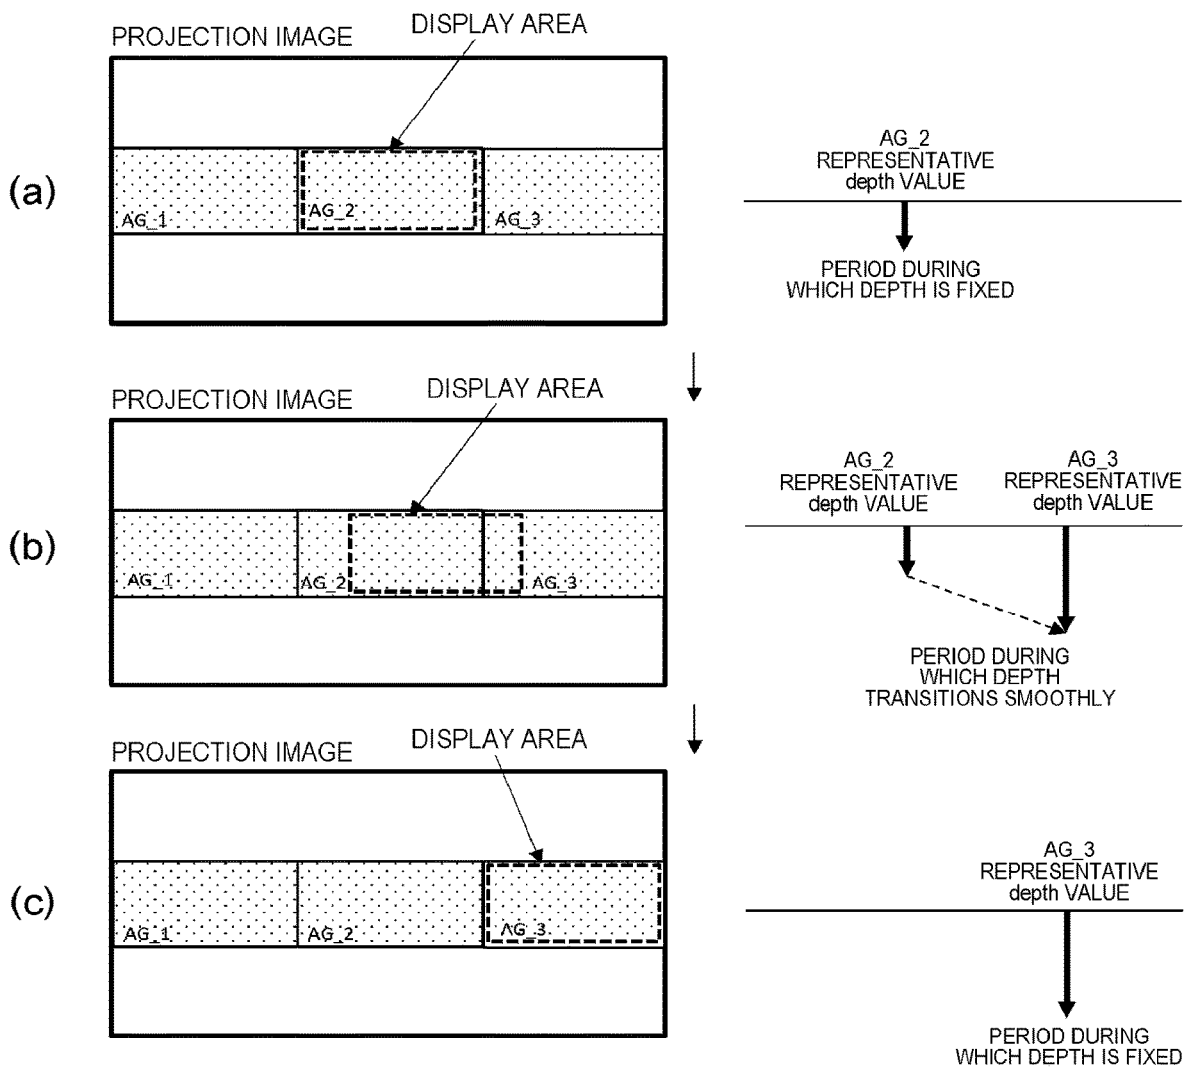 DISPLAY AREA
PROJECTION IMAGE
(a)
AG_1
AG_2
AG_3
AG_2
REPRESENTATIVE
depth VALUE
PERIOD DURING
WHICH DEPTH IS FIXED
DISPLAY AREA
PROJECTION IMAGE
(b)
AG_1
AG_2
AG_3
AG_2
REPRESENTATIVE
depth VALUE
AG_3
REPRESENTATIVE
depth VALUE
PERIOD DURING
WHICH DEPTH
TRANSITIONS SMOOTHLY
DISPLAY AREA
PROJECTION IMAGE
(c)
AG_1
AG_2
AG_3
AG_3
REPRESENTATIVE
depth VALUE
PERIOD DURING
WHICH DEPTH IS FIXED